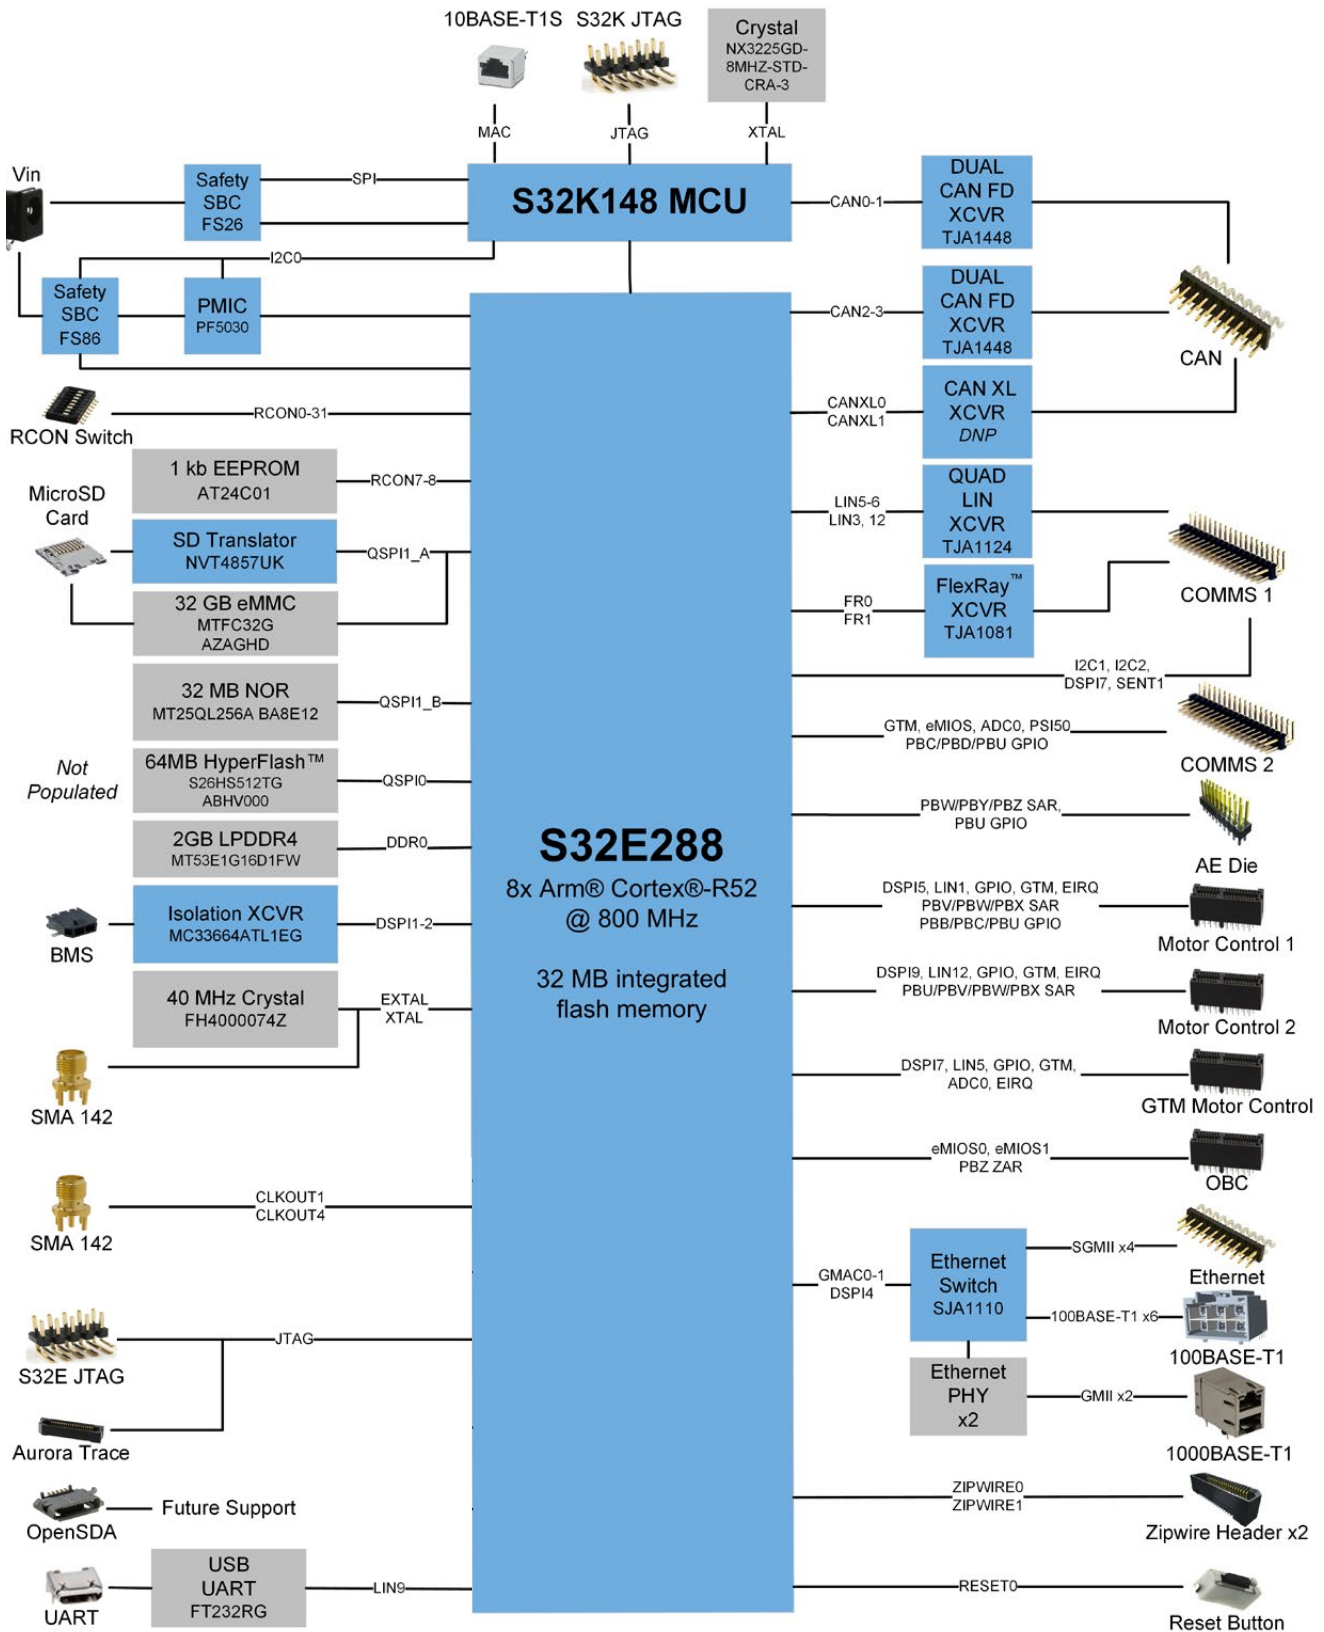 10BASE-T1S
S32K JTAG
Crystal
NX3225GD-
8MHZ-STD-
CRA-3
MAC
JTAG
XTAL
Vin
Safety
SBC
FS26
SPI
S32K148 MCU
CAN0-1
DUAL
CAN FD
XCVR
TJA1448
I2C0
Safety
SBC
FS86
PMIC
PF5030
CAN2-3
DUAL
CAN FD
XCVR
TJA1448
CAN
RCON Switch
RCON0-31
CANXL0
CANXL1
CAN XL
XCVR
DNP
1 kb EEPROM
AT24C01
RCON7-8
MicroSD
Card
SD Translator
NVT4857UK
QSPI1_A
32 GB eMMC
MTFC32G
AZAGHD
LIN5-6
LIN3, 12
QUAD
LIN
XCVR
TJA1124
FR0
FR1
FlexRay™
XCVR
TJA1081
COMMS 1
I2C1, I2C2,
DSPI7, SENT1
32 MB NOR
MT25QL256A BA8E12
QSPI1_B
GTM, eMIOS, ADC0, PSI50
PBC/PBD/PBU GPIO
COMMS 2
Not
Populated
64MB HyperFlash™
S26HS512TG
ABHV000
QSPI0
2GB LPDDR4
MT53E1G16D1FW
DDR0
S32E288
8x Arm® Cortex®-R52
@ 800 MHz
32 MB integrated
flash memory
PBW/PBY/PBZ SAR,
PBU GPIO
AE Die
BMS
Isolation XCVR
MC33664ATL1EG
DSPI1-2
DSPI5, LIN1, GPIO, GTM, EIRQ
PBV/PBW/PBX SAR
PBB/PBC/PBU GPIO
Motor Control 1
40 MHz Crystal
FH4000074Z
EXTAL
XTAL
DSPI9, LIN12, GPIO, GTM, EIRQ
PBU/PBV/PBW/PBX SAR
Motor Control 2
SMA 142
DSPI7, LIN5, GPIO, GTM,
ADC0, EIRQ
GTM Motor Control
SMA 142
CLKOUT1
CLKOUT4
eMIOS0, eMIOS1
PBZ ZAR
OBC
GMAC0-1
DSPI4
Ethernet
Switch
SJA1110
SGMII x4
Ethernet
100BASE-T1 x6
100BASE-T1
S32E JTAG
JTAG
Aurora Trace
Ethernet
PHY
x2
GMII x2
1000BASE-T1
OpenSDA
Future Support
ZIPWIRE0
ZIPWIRE1
Zipwire Header x2
UART
USB
UART
FT232RG
LIN9
RESET0
Reset Button